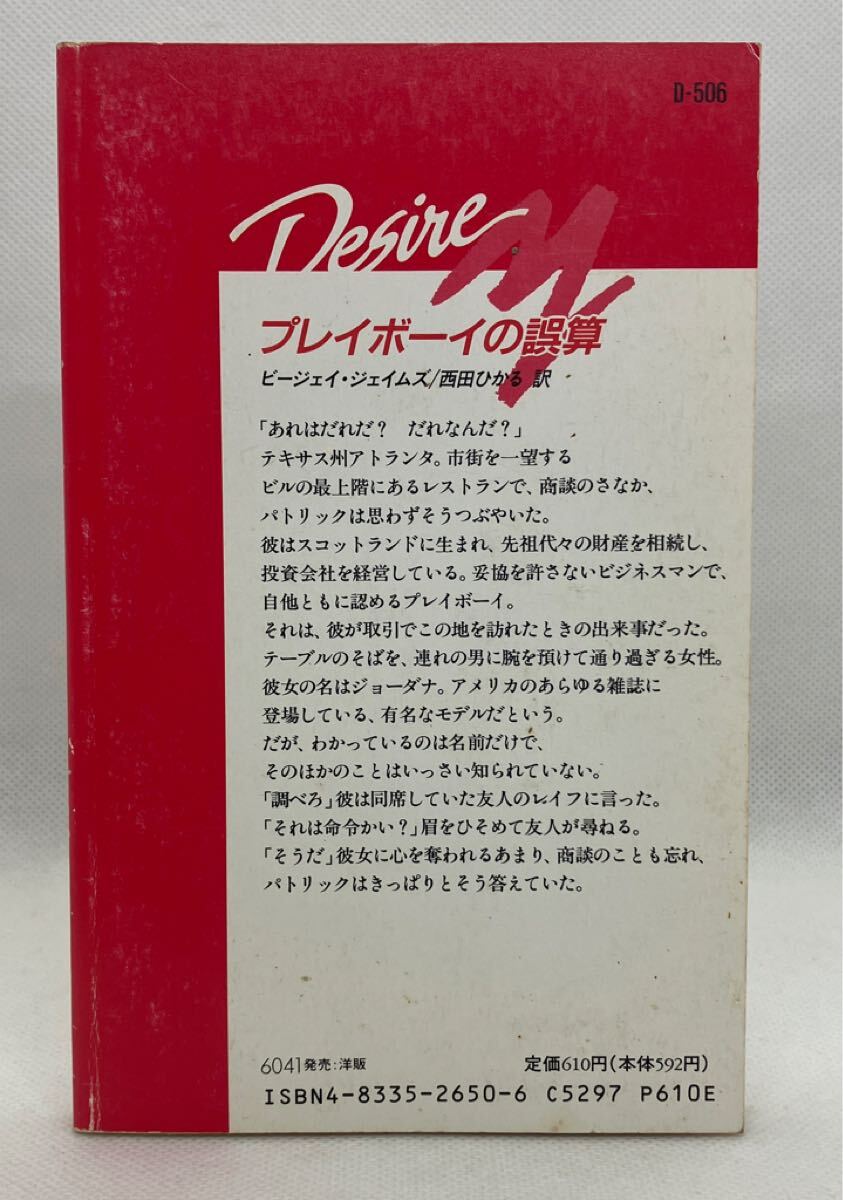 D-506
Desire
プレイボーイの誤算
ビージェイ・ジェイムズ/西田ひかる 訳
「あれはだれだ？　だれなんだ？」
テキサス州アトランタ。市街を一望する
ビルの最上階にあるレストランで、商談のさなか、
パトリックは思わずそうつぶやいた。
彼はスコットランドに生まれ、先祖代々の財産を相続し、
投資会社を経営している。妥協を許さないビジネスマンで、
自他ともに認めるプレイボーイ。
それは、彼が取引でこの地を訪れたときの出来事だった。
テーブルのそばを、連れの男に腕を預けて通り過ぎる女性。
彼女の名はジョーダナ。アメリカのあらゆる雑誌に
登場している、有名なモデルだという。
だが、わかっているのは名前だけで、
そのほかのことはいっさい知られていない。
「調べろ」彼は同席していた友人のレイフに言った。
「それは命令かい？」眉をひそめて友人が尋ねる。
「そうだ」彼女に心を奪われるあまり、商談のことも忘れ、
パトリックはきっぱりとそう答えていた。
6041発売：洋販
定価610円（本体592円）
ISBN4-8335-2650-6 C5297 P610E